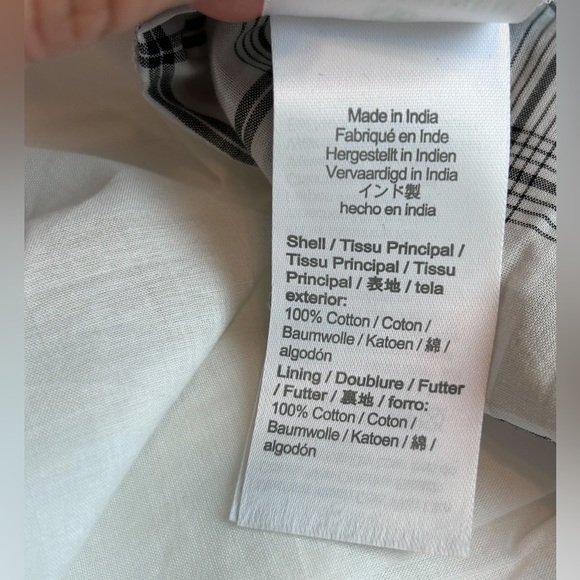 Made in India
Fabriqué en Inde
Hergestellt in Indien
Vervaardigd in India
インド製
hecho en india
Shell / Tissu Principal /
Tissu Principal / Tissu
Principal / 表地 / tela
exterior:
100% Cotton / Coton /
Baumwolle / Katoen / 綿 /
algodón
Lining / Doublure / Futter
/ Futter / 裏地 / forro:
100% Cotton / Coton /
Baumwolle / Katoen / 綿 /
algodón